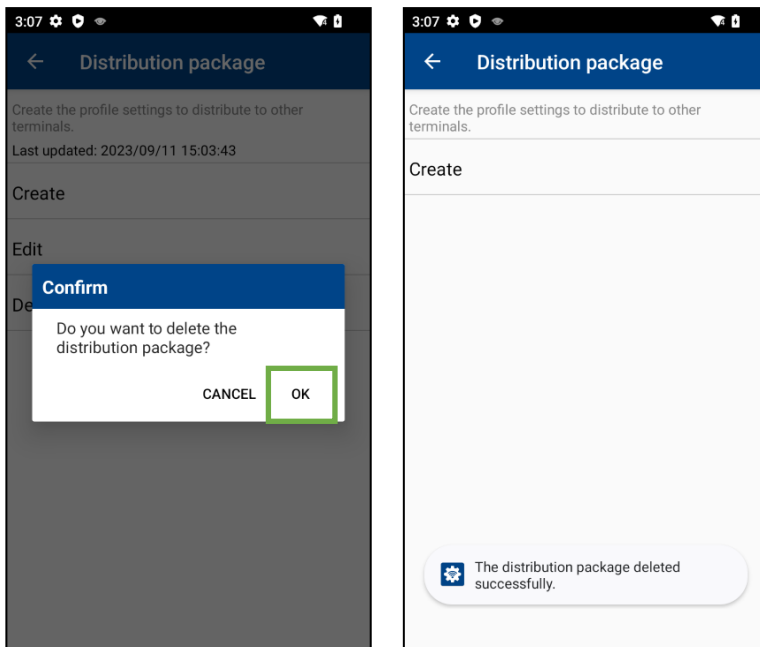 3:07
Distribution package
Create the profile settings to distribute to other
terminals.
Last updated: 2023/09/11 15:03:43
Create
Edit
De
Confirm
Do you want to delete the
distribution package?
CANCEL
OK
3:07
Distribution package
Create the profile settings to distribute to other
terminals.
Create
The distribution package deleted
successfully.